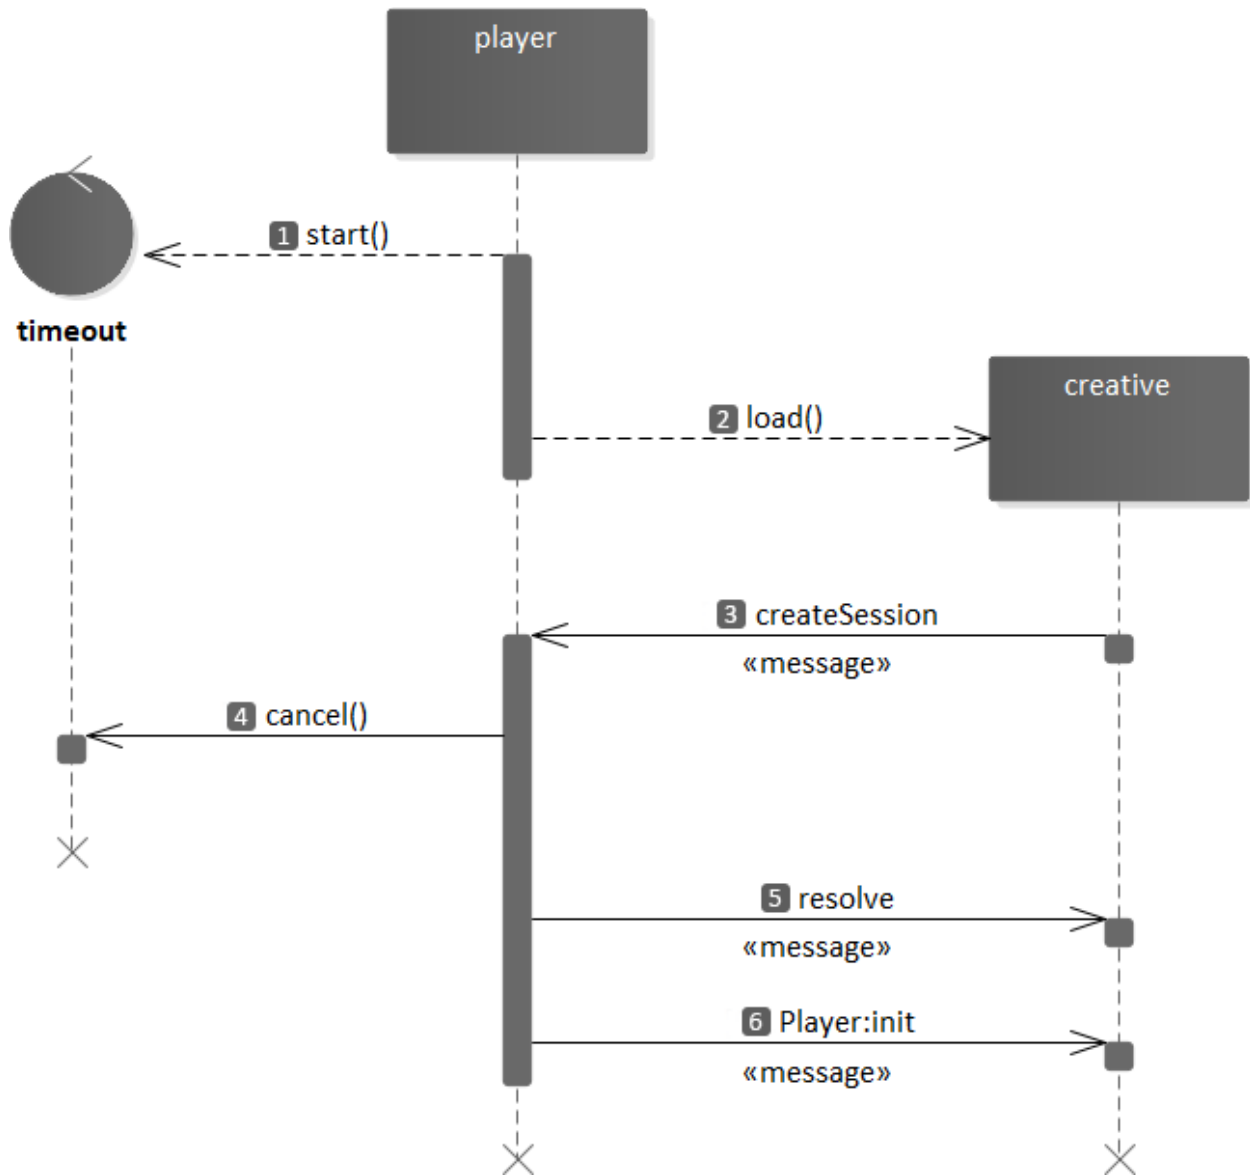 player
1 start()
timeout
creative
2 load()
3 createSession
«message»
4 cancel()
5 resolve
«message»
6 Player:init
«message»